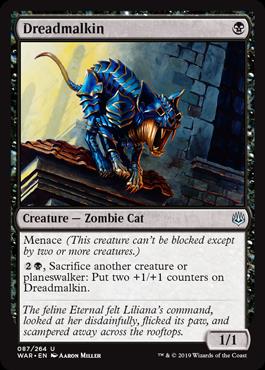 Dreadmalkin
Creature — Zombie Cat
Menace (This creature can't be blocked except
by two or more creatures.)
2, Sacrifice another creature or
planeswalker: Put two +1/+1 counters on
Dreadmalkin.
The feline Eternal felt Liliana's command,
looked at her disdainfully, flicked its paw, and
scampered away across the rooftops.
1/1
087/264 U
WAR • EN Aaron Miller
™ & © 2019 Wizards of the Coast